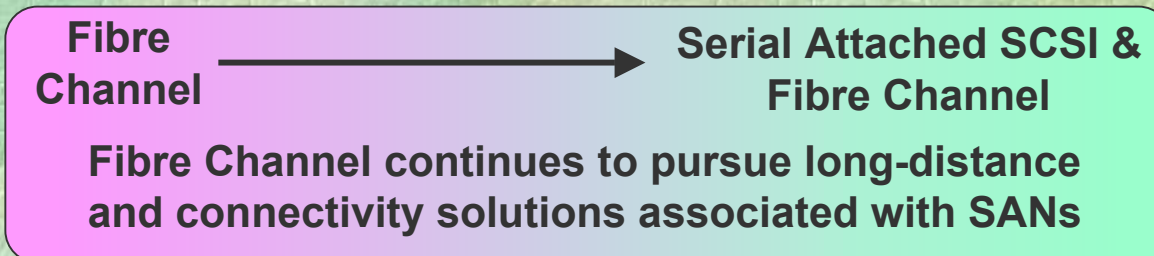 Fibre
Channel
Serial Attached SCSI &
Fibre Channel
Fibre Channel continues to pursue long-distance
and connectivity solutions associated with SANs